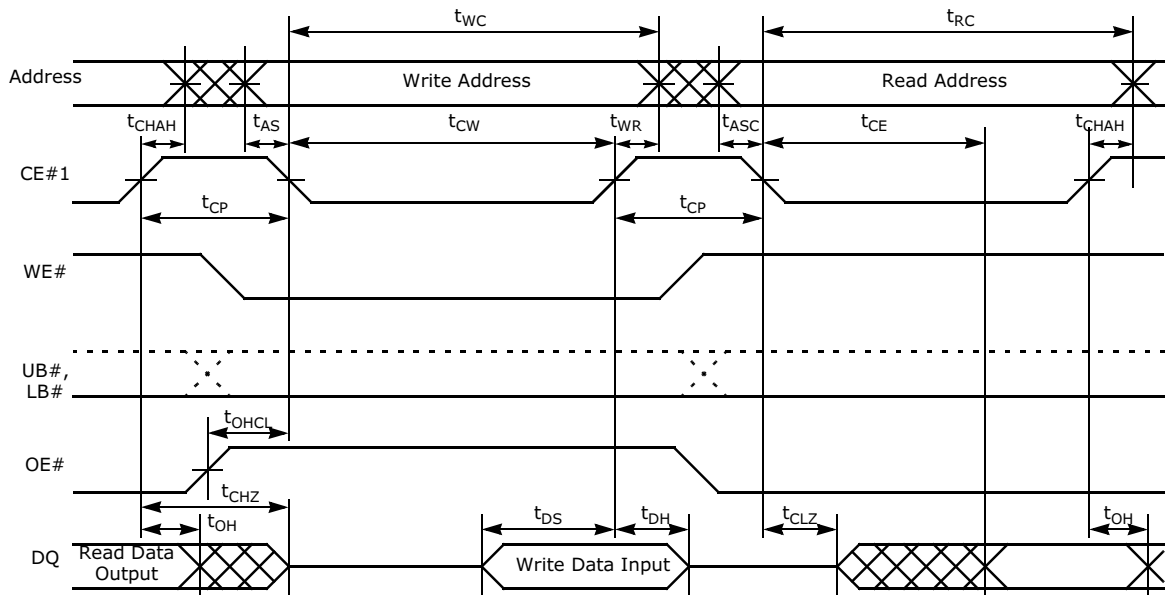 tWC
tRC
Address
Write Address
Read Address
tCHAH
tAS
tCW
tWR
tASC
tCE
tCHAH
CE#1
tCP
tCP
WE#
UB#,
LB#
tOHCL
OE#
tCHZ
tOH
tDS
tDH
tCLZ
tOH
DQ
Read Data
Output
Write Data Input